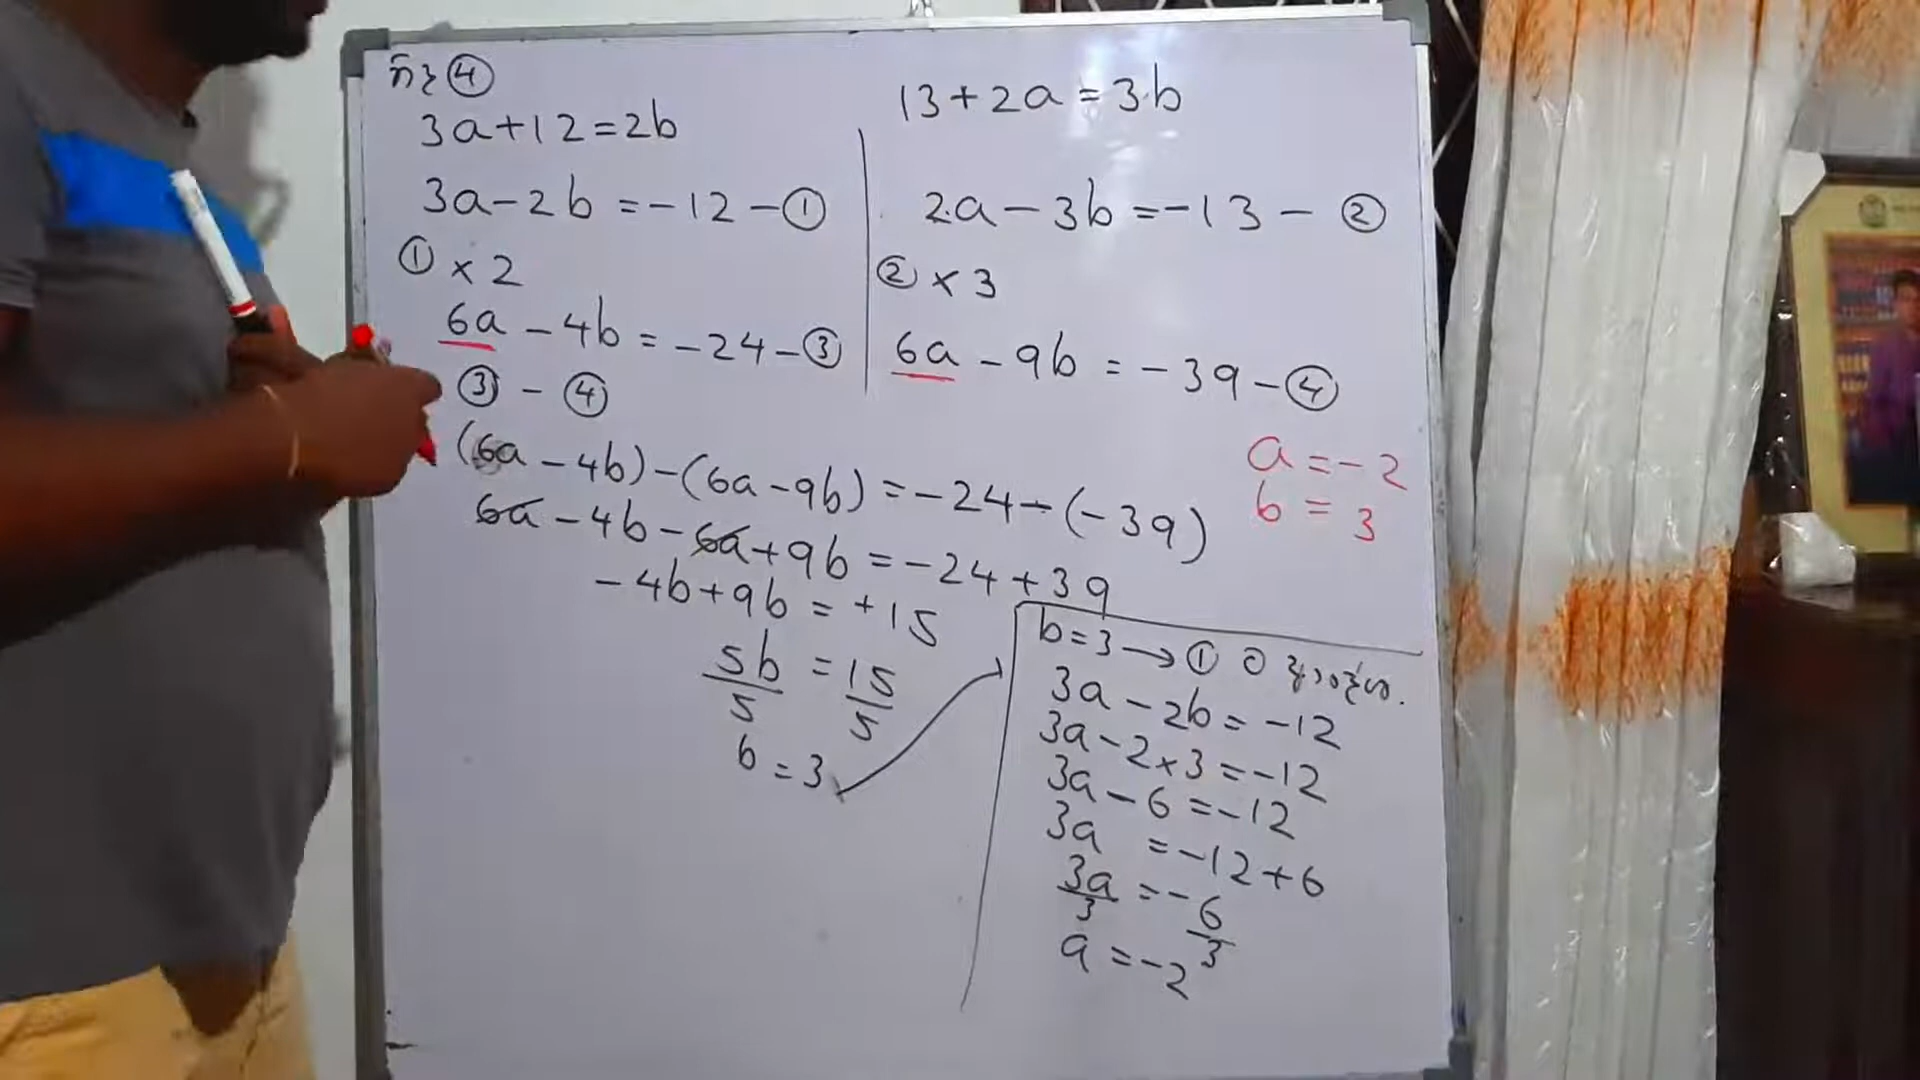 ④
3a+12=2b
3a-2b=-12-①
①×2
6a-4b=-24-③
13+2a=3b
2a-3b=-13-②
②×3
6a-9b=-39-④
③-④
(6a-4b)-(6a-9b)=-24-(-39)
6a-4b-6a+9b=-24+39
-4b+9b=+15
5b/5=15/5
b=3
a=-2
b=3
b=3→①
3a-2b=-12
3a-2×3=-12
3a-6=-12
3a=-12+6
3a/3=-6/3
a=-2